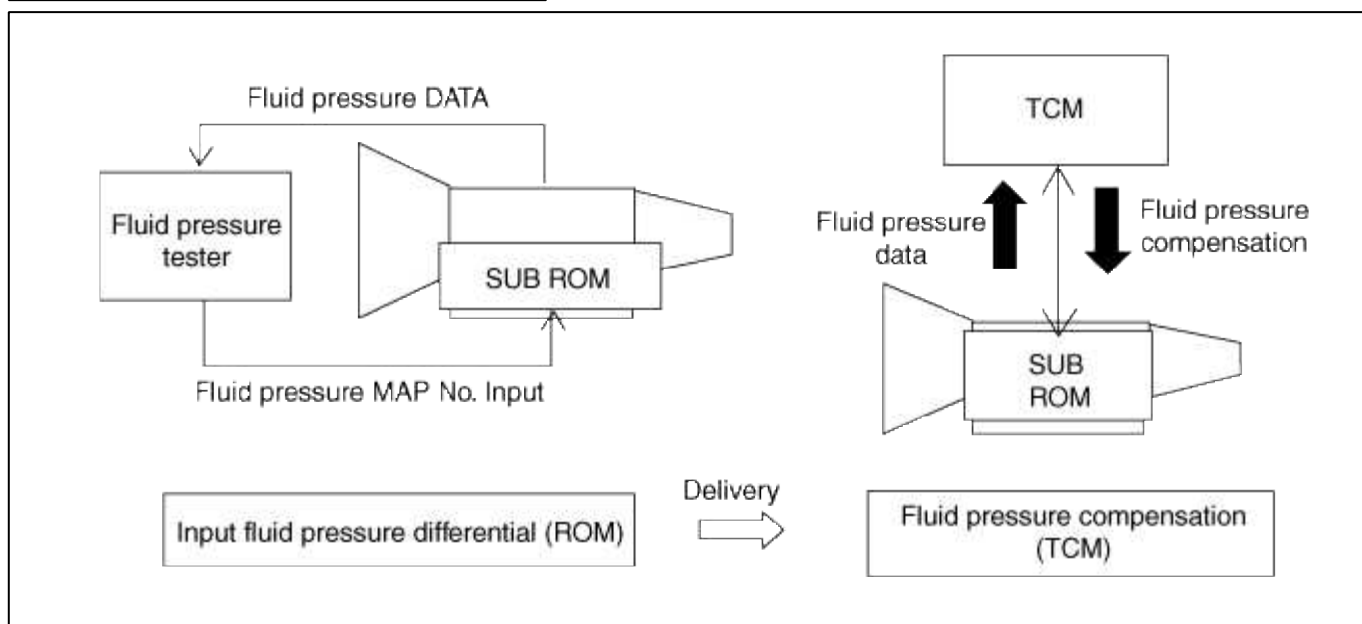 Fluid pressure DATA
Fluid pressure
tester
SUB ROM
Fluid pressure MAP No. Input
TCM
Fluid pressure
data
Fluid pressure
compensation
SUB
ROM
Input fluid pressure differential (ROM)
Delivery
Fluid pressure compensation
(TCM)